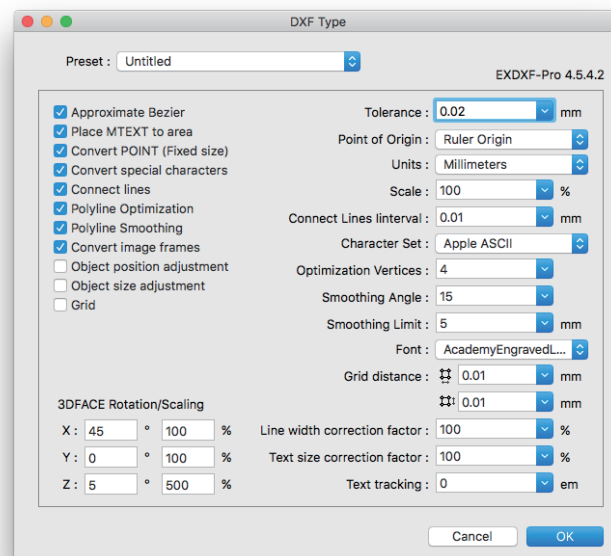 DXF Type
Preset : Untitled
EXDXF-Pro 4.5.4.2
Approximate Bezier
Place MTEXT to area
Convert POINT (Fixed size)
Convert special characters
Connect lines
Polyline Optimization
Polyline Smoothing
Convert image frames
Object position adjustment
Object size adjustment
Grid
3DFACE Rotation/Scaling
X : 45 ° 100 %
Y : 0 ° 100 %
Z : 5 ° 500 %
Tolerance : 0.02 mm
Point of Origin : Ruler Origin
Units : Millimeters
Scale : 100 %
Connect Lines Iinterval : 0.01 mm
Character Set : Apple ASCII
Optimization Vertices : 4
Smoothing Angle : 15
Smoothing Limit : 5 mm
Font : AcademyEngravedL...
Grid distance : 0.01 mm
0.01 mm
Line width correction factor : 100 %
Text size correction factor : 100 %
Text tracking : 0 em
Cancel OK